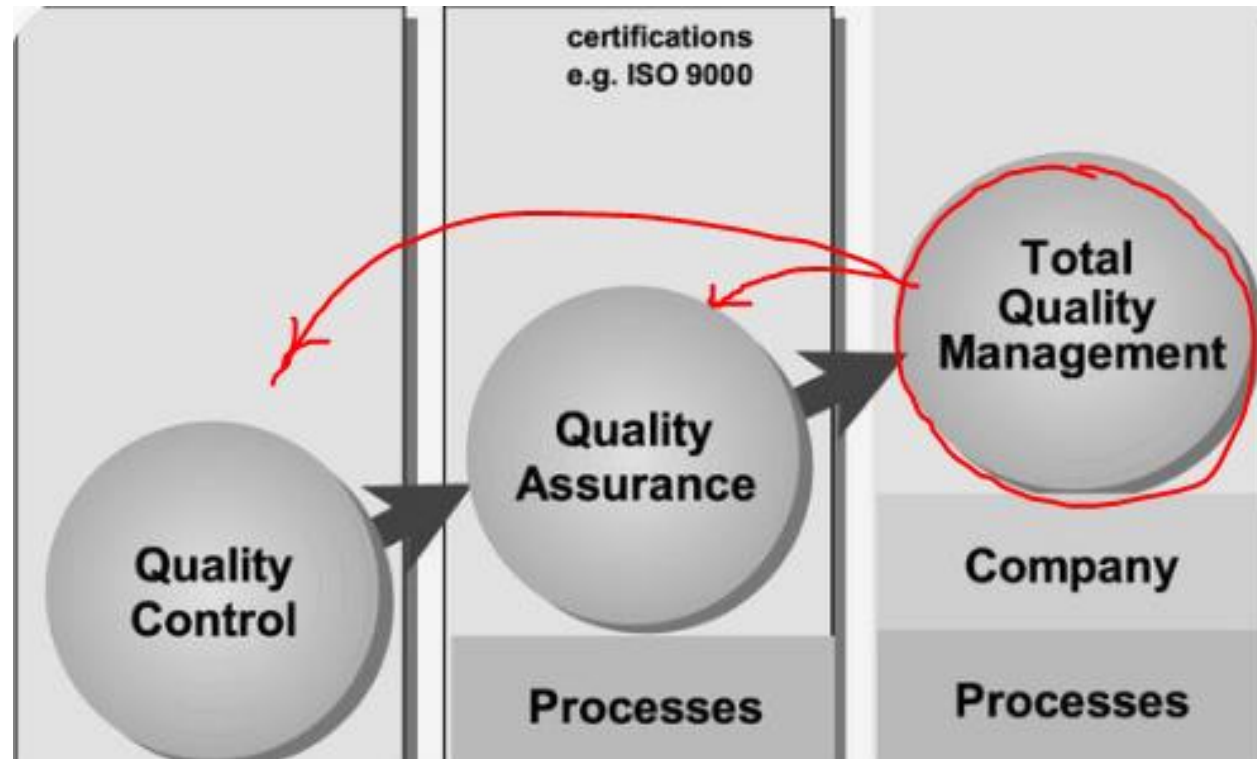 certifications
e.g. ISO 9000
Total
Quality
Management
Quality
Assurance
Quality
Control
Company
Processes
Processes